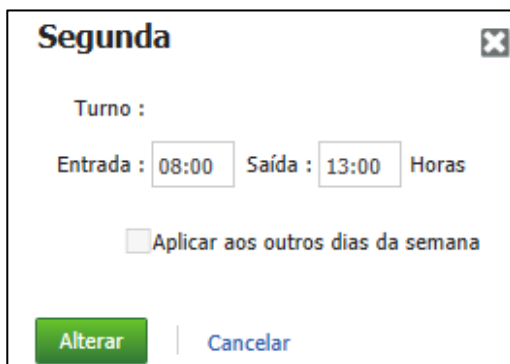 Segunda
Turno :
Entrada : 08:00 Saída : 13:00 Horas
Aplicar aos outros dias da semana
Alterar Cancelar